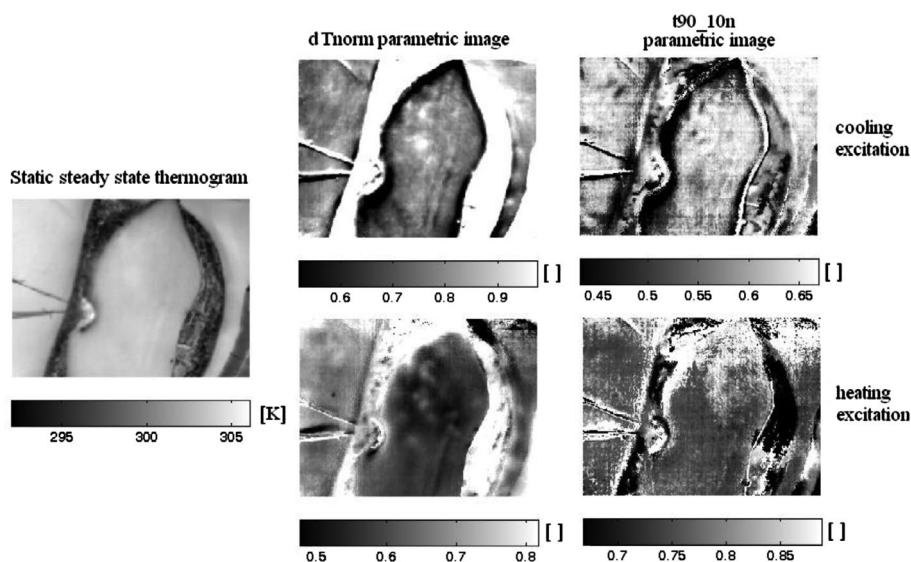 t90_10n
dTnorm parametric image
parametric image
cooling
excitation
Static steady state thermogram
[ ]
[ ]
0.6 0.7 0.8 0.9
0.45 0.5 0.55 0.6 0.65
heating
excitation
[K]
295 300 305
[ ]
[ ]
0.5 0.6 0.7 0.8
0.7 0.75 0.8 0.85